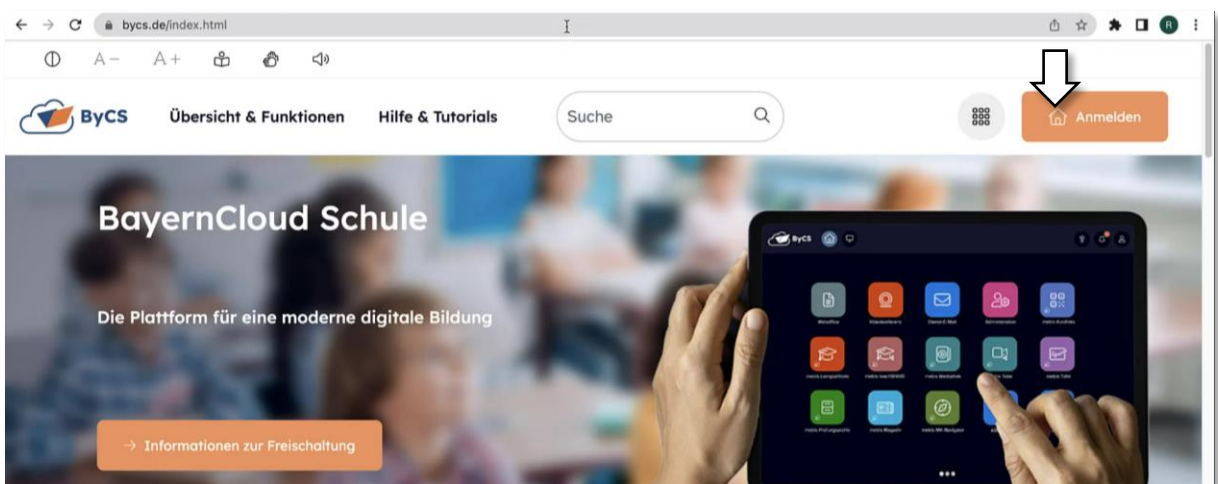 bycs.de/index.html
R
A- A+
ByCS Übersicht & Funktionen Hilfe & Tutorials Suche Anmelden
BayernCloud Schule
Die Plattform für eine moderne digitale Bildung
→ Informationen zur Freischaltung
ByCS